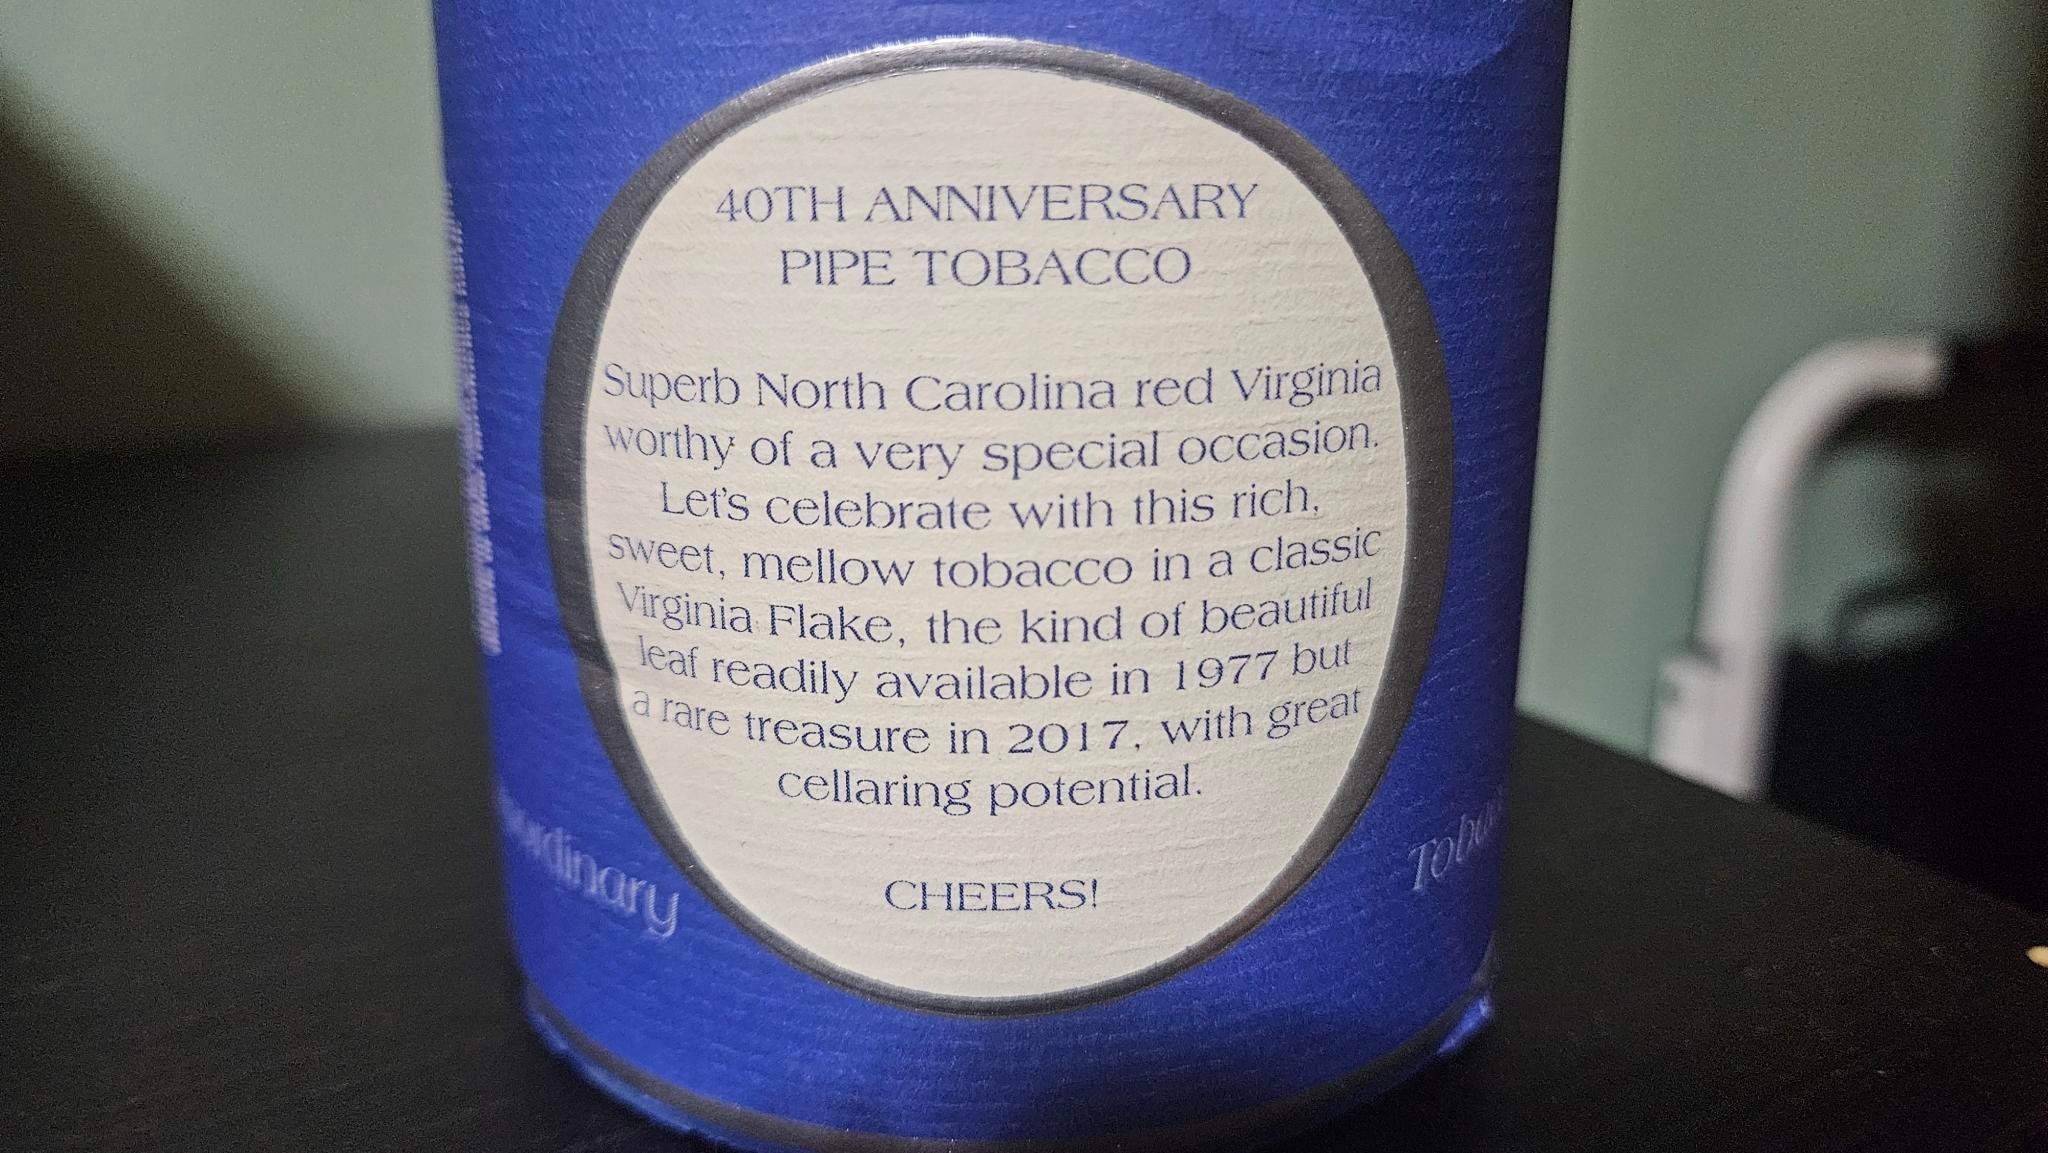 40TH ANNIVERSARY
PIPE TOBACCO
Superb North Carolina red Virginia
worthy of a very special occasion.
Let's celebrate with this rich,
sweet, mellow tobacco in a classic
Virginia Flake, the kind of beautiful
leaf readily available in 1977 but
a rare treasure in 2017, with great
cellaring potential.
CHEERS!